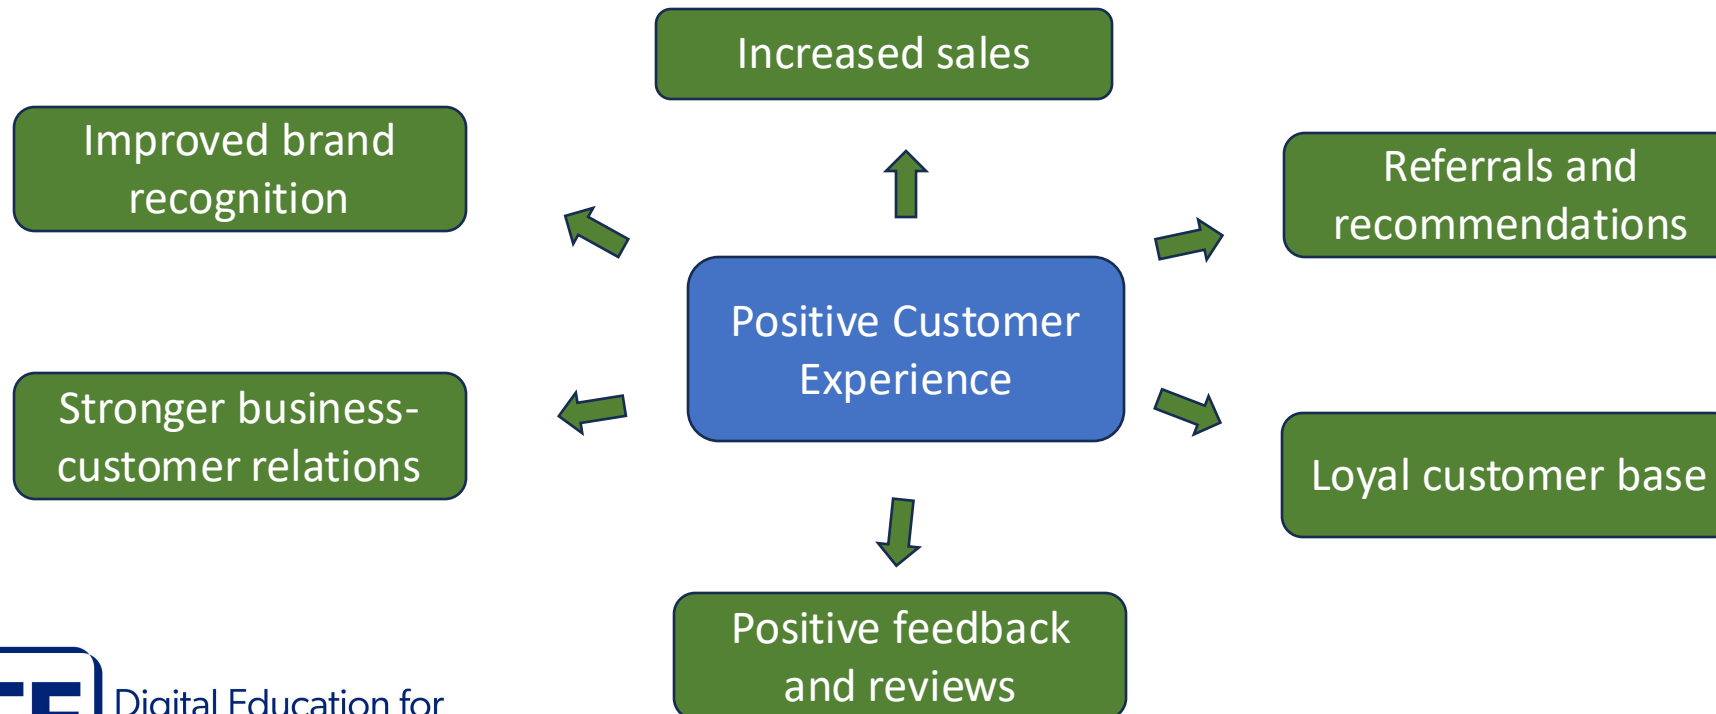 Increased sales
Improved brand
recognition
Referrals and
recommendations
Positive Customer
Experience
Stronger business-
customer relations
Loyal customer base
Positive feedback
and reviews
Digital Education for